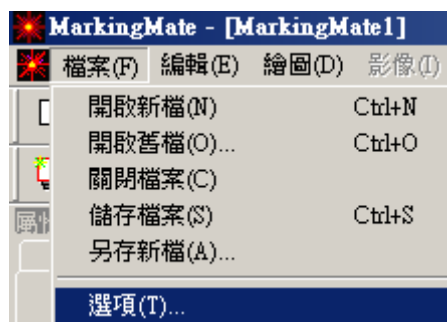 MarkingMate - [MarkingMate1]
檔案(F) 編輯(E) 繪圖(D) 影像(I)
開啟新檔(N) Ctrl+N
開啟舊檔(O)... Ctrl+O
關閉檔案(C)
儲存檔案(S) Ctrl+S
另存新檔(A)...
選項(T)...